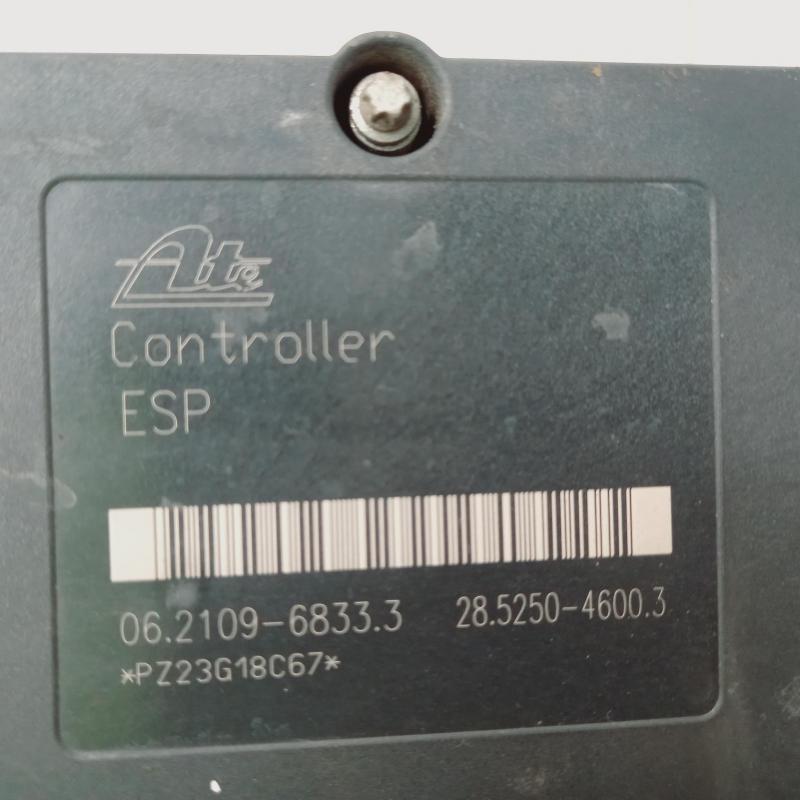 Ate
Controller
ESP
06.2109-6833.3 28.5250-4600.3
*PZ23G18C67*